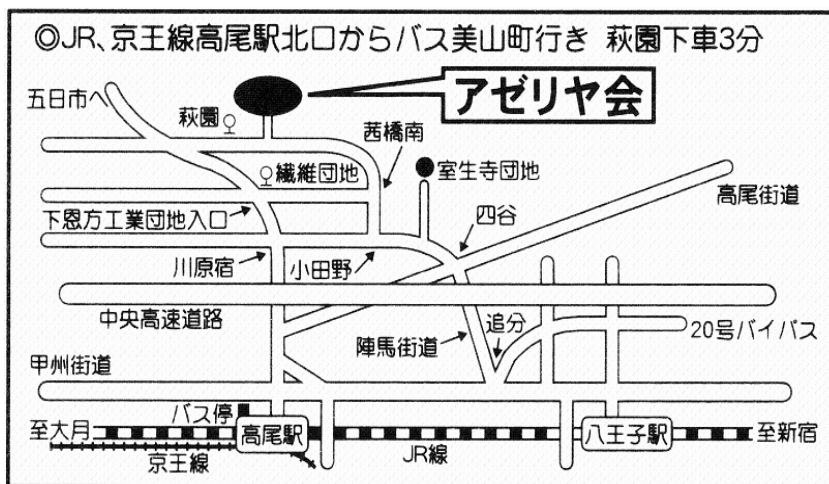 ◎JR、京王線高尾駅北口からバス美山町行き 萩園下車3分
アゼリヤ会
五日市へ
萩園
茜橋南
繊維団地
室生寺団地
高尾街道
下恩方工業団地入口
四谷
川原宿
小田野
中央高速道路
陣馬街道
追分
20号バイパス
甲州街道
バス停
至大月
高尾駅
八王子駅
至新宿
京王線
JR線